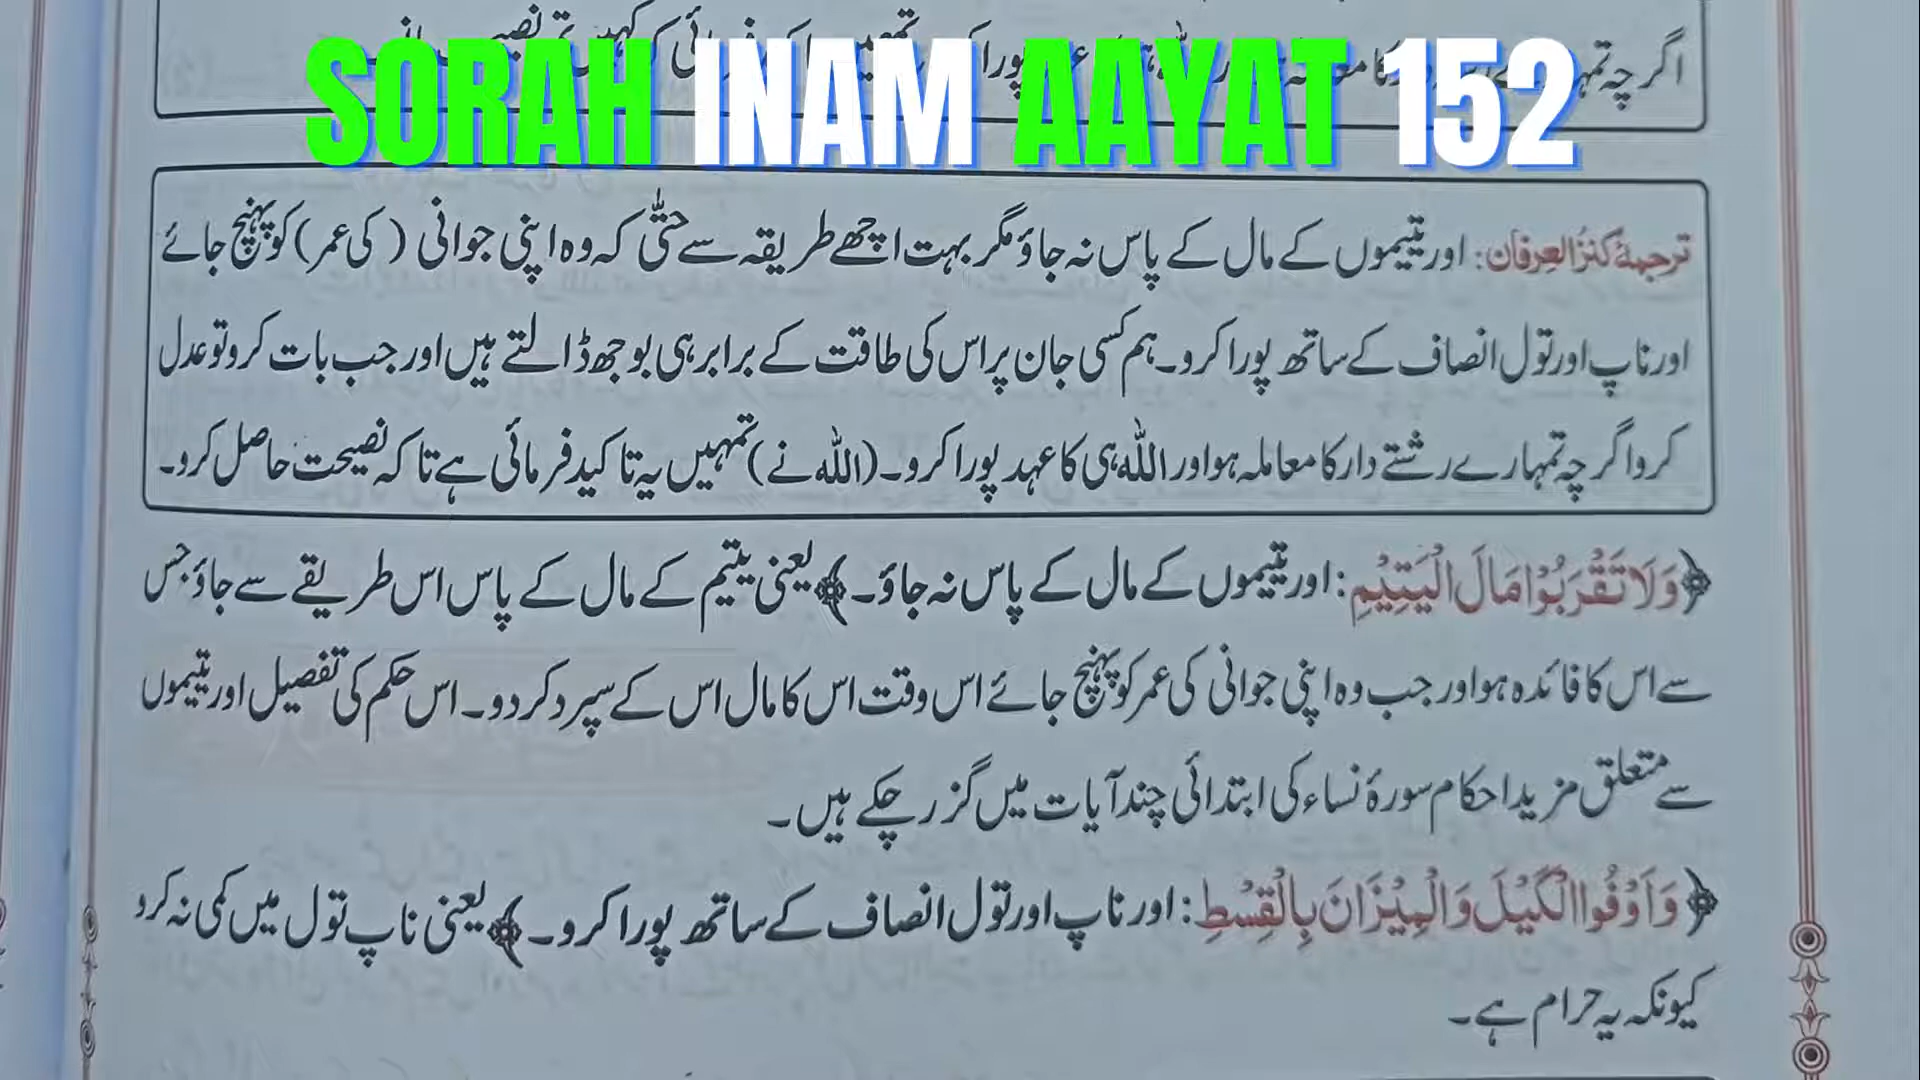 SORAH INAM AAYAT 152
اگرچہ
ترجمۂ کنزُالعِرفان: اور یتیموں کے مال کے پاس نہ جاؤ مگر بہت اچھے طریقہ سے حتّٰی کہ وہ اپنی جوانی (کی عمر) کو پہنچ جائے
اور ناپ اور تول انصاف کے ساتھ پورا کرو۔ ہم کسی جان پر اس کی طاقت کے برابر ہی بوجھ ڈالتے ہیں اور جب بات کرو تو عدل
کرو اگرچہ تمہارے رشتے دار کا معاملہ ہو اور اللہ ہی کا عہد پورا کرو۔ (اللہ نے) تمہیں یہ تاکید فرمائی ہے تاکہ نصیحت حاصل کرو۔
﴿وَلَا تَقْرَبُوْا مَالَ الْيَتِيْمِ: اور یتیموں کے مال کے پاس نہ جاؤ۔﴾ یعنی یتیم کے مال کے پاس اس طریقے سے جاؤ جس
سے اس کا فائدہ ہو اور جب وہ اپنی جوانی کی عمر کو پہنچ جائے اس وقت اس کا مال اس کے سپرد کر دو۔ اس حکم کی تفصیل اور یتیموں
سے متعلق مزید احکام سورۂ نساء کی ابتدائی چند آیات میں گزر چکے ہیں۔
﴿وَاَوْفُوا الْكَيْلَ وَالْمِيْزَانَ بِالْقِسْطِ: اور ناپ اور تول انصاف کے ساتھ پورا کرو۔﴾ یعنی ناپ تول میں کمی نہ کرو
کیونکہ یہ حرام ہے۔